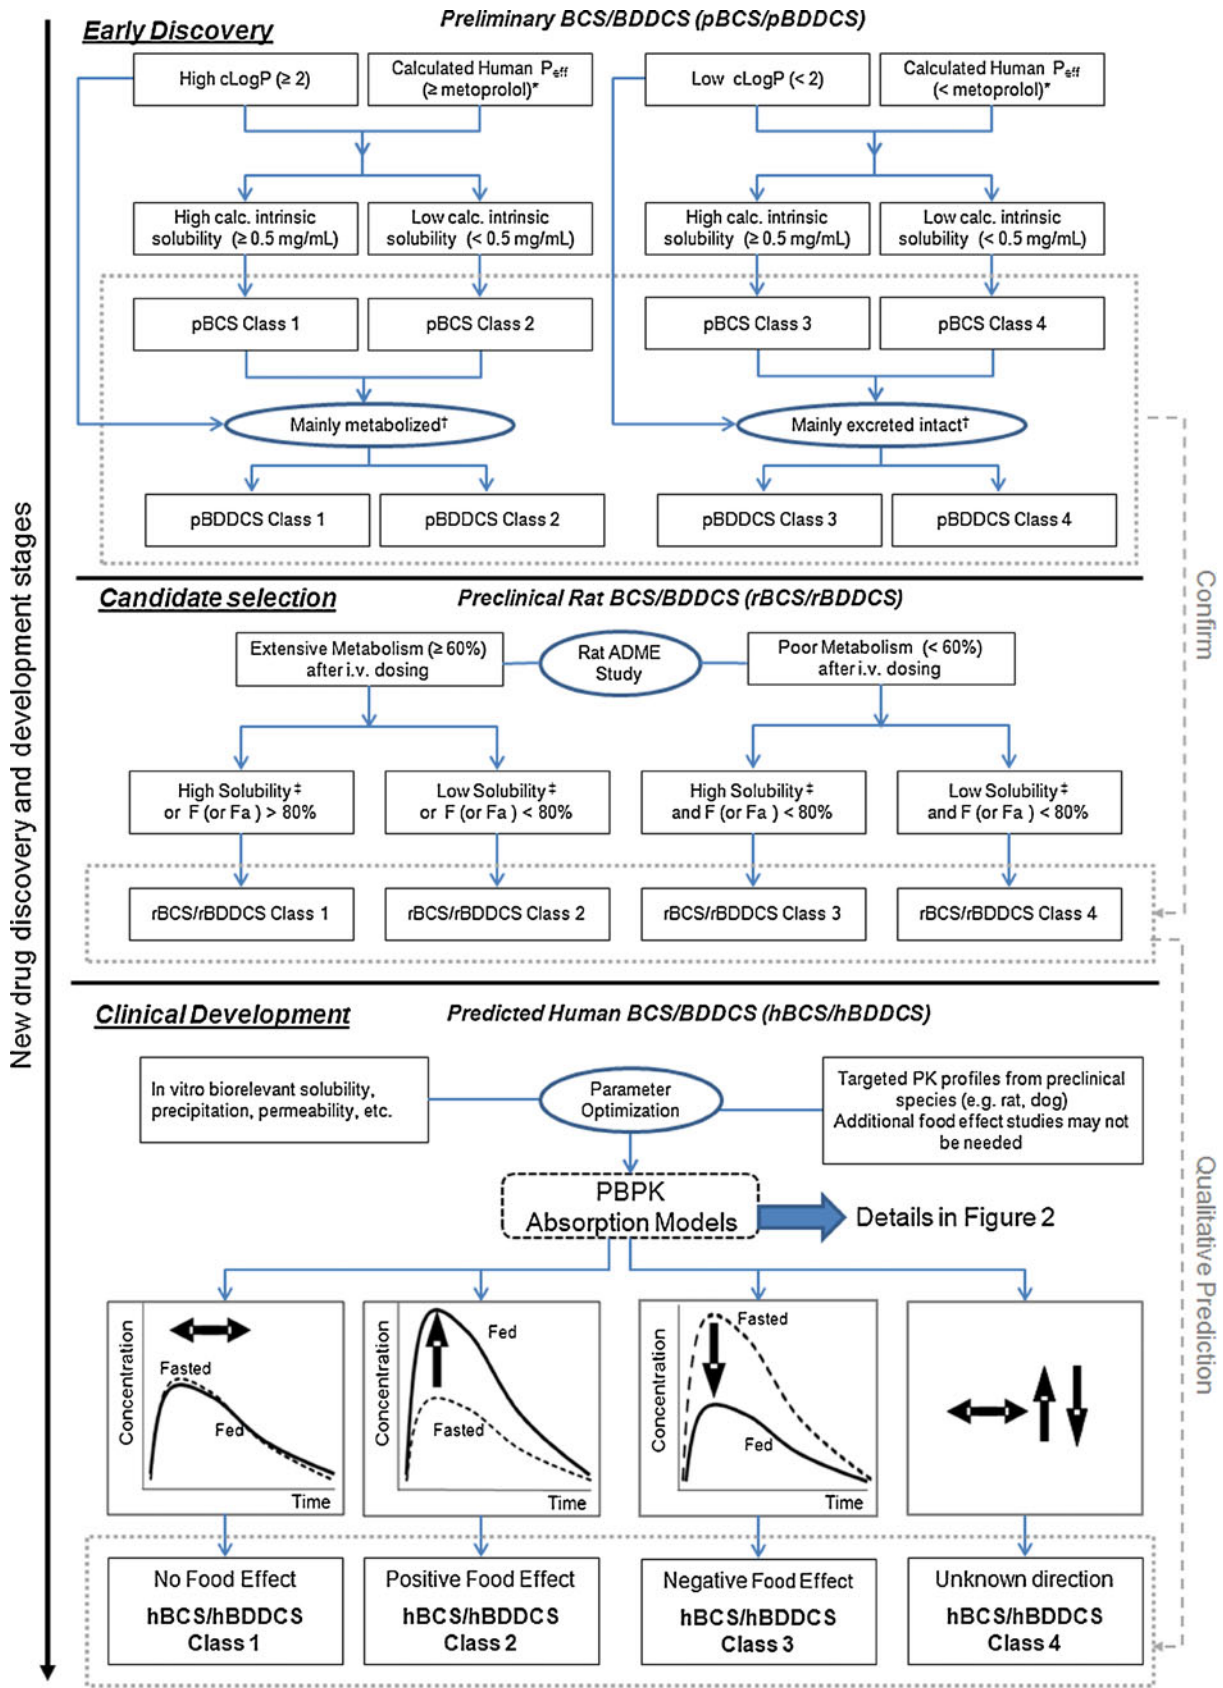 New drug discovery and development stages
Early Discovery
Preliminary BCS/BDDCS (pBCS/pBDDCS)
High cLogP (≥ 2)
Calculated Human Peff
(≥ metoprolol)*
Low cLogP (< 2)
Calculated Human Peff
(< metoprolol)*
High calc. intrinsic
solubility (≥ 0.5 mg/mL)
Low calc. intrinsic
solubility (< 0.5 mg/mL)
High calc. intrinsic
solubility (≥ 0.5 mg/mL)
Low calc. intrinsic
solubility (< 0.5 mg/mL)
pBCS Class 1
pBCS Class 2
pBCS Class 3
pBCS Class 4
Mainly metabolized†
Mainly excreted intact†
pBDDCS Class 1
pBDDCS Class 2
pBDDCS Class 3
pBDDCS Class 4
Confirm
Candidate selection
Preclinical Rat BCS/BDDCS (rBCS/rBDDCS)
Extensive Metabolism (≥ 60%)
after i.v. dosing
Rat ADME
Study
Poor Metabolism (< 60%)
after i.v. dosing
High Solubility‡
or F (or Fa ) > 80%
Low Solubility‡
or F (or Fa ) < 80%
High Solubility‡
and F (or Fa ) < 80%
Low Solubility‡
and F (or Fa ) < 80%
rBCS/rBDDCS Class 1
rBCS/rBDDCS Class 2
rBCS/rBDDCS Class 3
rBCS/rBDDCS Class 4
Qualitative Prediction
Clinical Development
Predicted Human BCS/BDDCS (hBCS/hBDDCS)
In vitro biorelevant solubility,
precipitation, permeability, etc.
Parameter
Optimization
Targeted PK profiles from preclinical
species (e.g. rat, dog)
Additional food effect studies may not
be needed
PBPK
Absorption Models
Details in Figure 2
Concentration
Fasted
Fed
Time
Concentration
Fed
Fasted
Time
Concentration
Fasted
Fed
Time
No Food Effect
hBCS/hBDDCS
Class 1
Positive Food Effect
hBCS/hBDDCS
Class 2
Negative Food Effect
hBCS/hBDDCS
Class 3
Unknown direction
hBCS/hBDDCS
Class 4